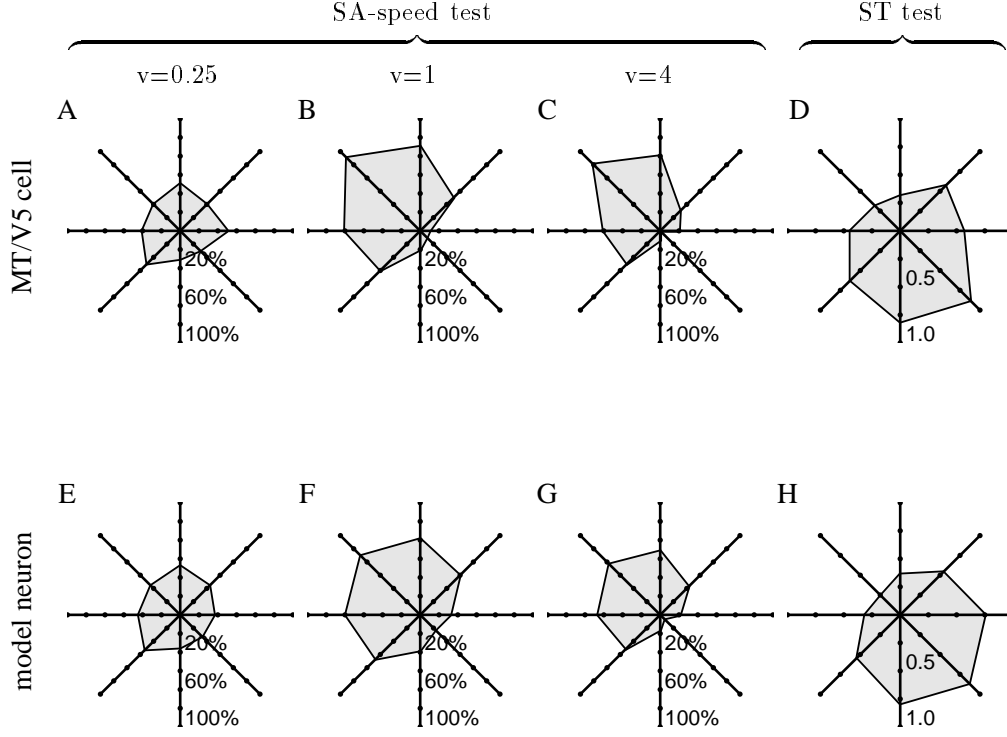 SA-speed test
ST test
v=0.25
v=1
v=4
MT/V5 cell
A
B
C
D
20%
60%
100%
20%
60%
100%
20%
60%
100%
0.5
1.0
model neuron
E
F
G
H
20%
60%
100%
20%
60%
100%
20%
60%
100%
0.5
1.0